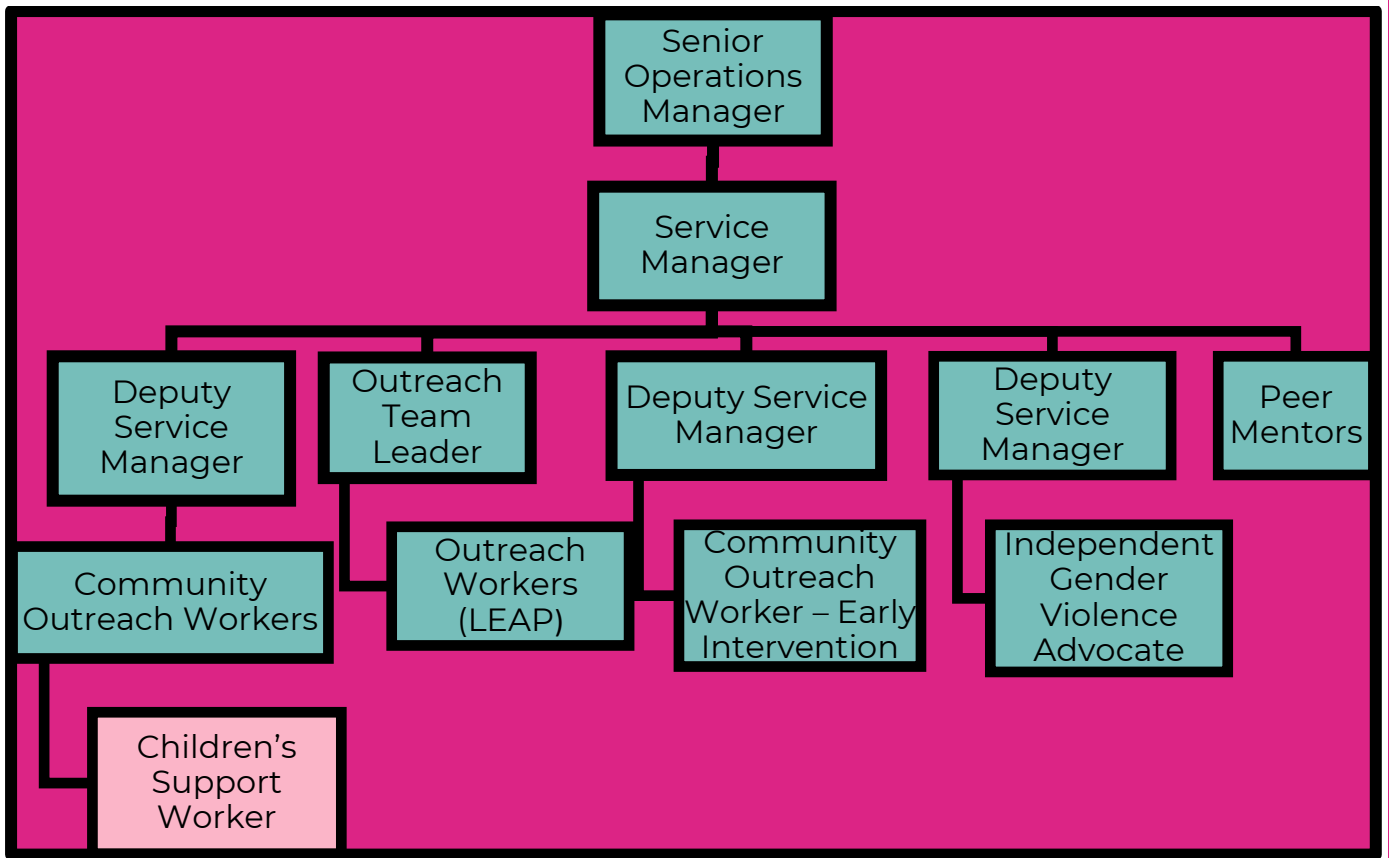 Senior
Operations
Manager
Service
Manager
Deputy
Service
Manager
Outreach
Team
Leader
Deputy Service
Manager
Deputy
Service
Manager
Peer
Mentors
Community
Outreach Workers
Outreach
Workers
(LEAP)
Community
Outreach
Worker – Early
Intervention
Independent
Gender
Violence
Advocate
Children’s
Support
Worker